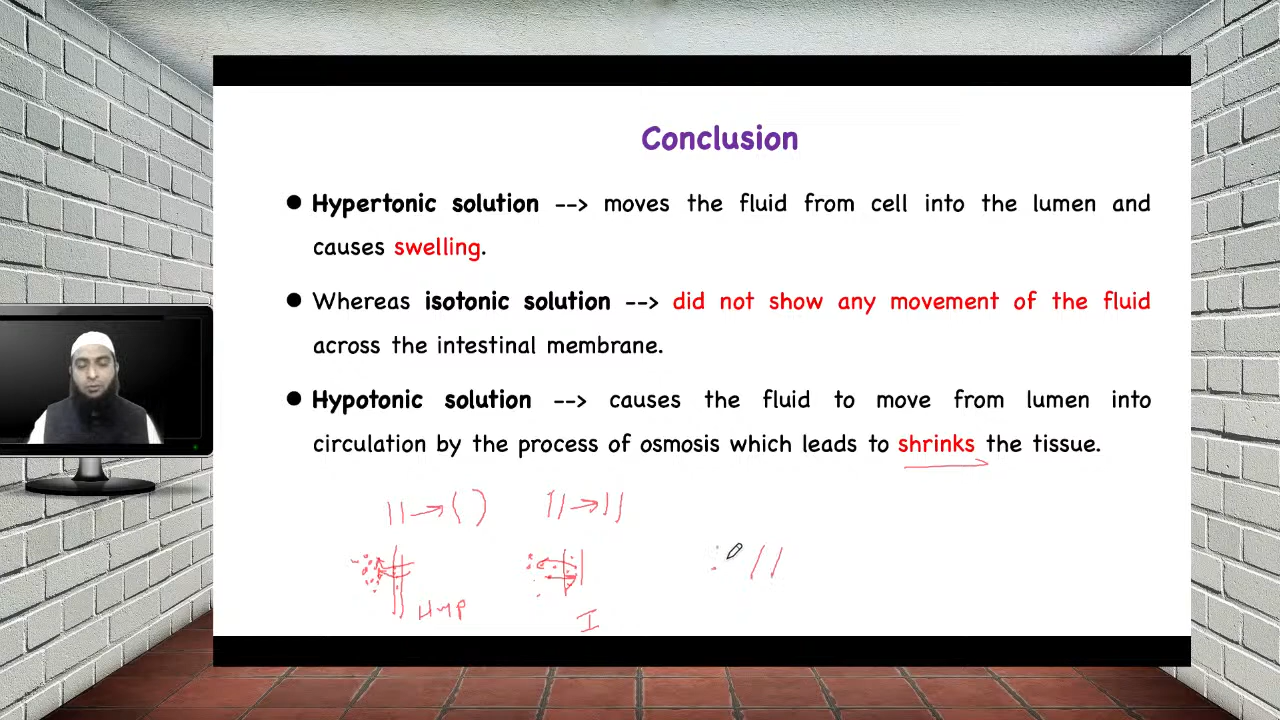 Conclusion
● Hypertonic solution --> moves the fluid from cell into the lumen and
causes swelling.
● Whereas isotonic solution --> did not show any movement of the fluid
across the intestinal membrane.
● Hypotonic solution --> causes the fluid to move from lumen into
circulation by the process of osmosis which leads to shrinks the tissue.
Hyp
I